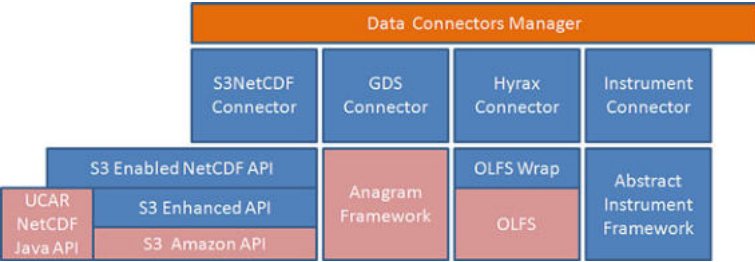 Data Connectors Manager
S3NetCDF
Connector
GDS
Connector
Hyrax
Connector
Instrument
Connector
S3 Enabled NetCDF API
UCAR
NetCDF
Java API
S3 Enhanced API
S3 Amazon API
Anagram
Framework
OLFS Wrap
OLFS
Abstract
Instrument
Framework